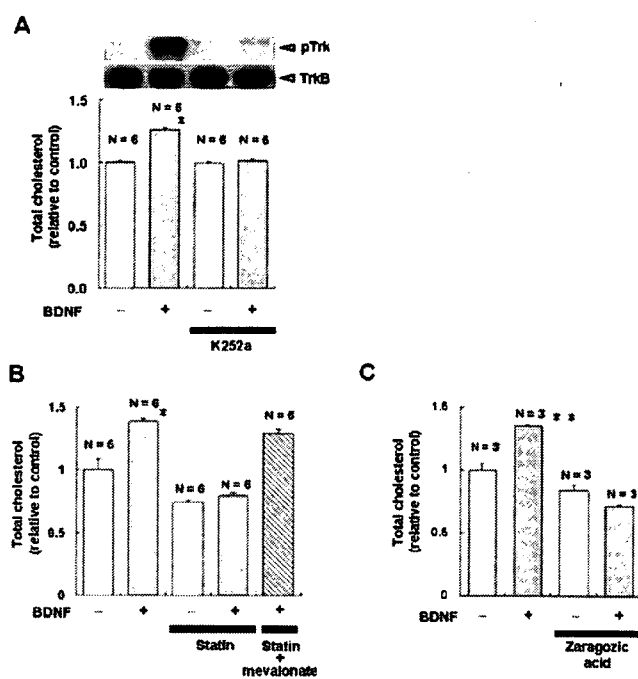 A
pTrk
TrkB
1.5
1.0
0.5
0.0
Total cholesterol
(relative to control)
N = 6
N = 6
*
N = 6
N = 6
BDNF
– + – +
K252a
B
1.5
1
0.5
0
Total cholesterol
(relative to control)
N = 6
N = 6
*
N = 6
N = 6
N = 6
BDNF
– + – + +
Statin
Statin
+
mevalonate
C
1.5
1
0.5
0
Total cholesterol
(relative to control)
N = 3
N = 3 * *
N = 3
N = 3
BDNF
– + – +
Zaragozic
acid